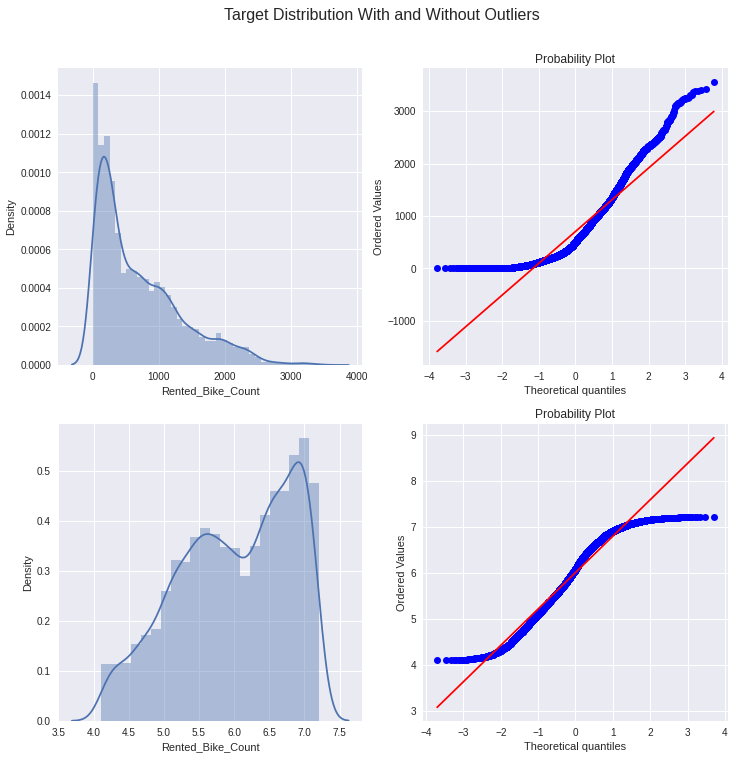 Target Distribution With and Without Outliers
Probability Plot
0.0014
0.0012
0.0010
0.0008
0.0006
0.0004
0.0002
0.0000
Density
0 1000 2000 3000 4000
Rented_Bike_Count
3000
2000
1000
0
−1000
Ordered Values
−4 −3 −2 −1 0 1 2 3 4
Theoretical quantiles
0.5
0.4
0.3
0.2
0.1
0.0
Density
3.5 4.0 4.5 5.0 5.5 6.0 6.5 7.0 7.5
Rented_Bike_Count
Probability Plot
9
8
7
6
5
4
3
Ordered Values
−4 −3 −2 −1 0 1 2 3 4
Theoretical quantiles